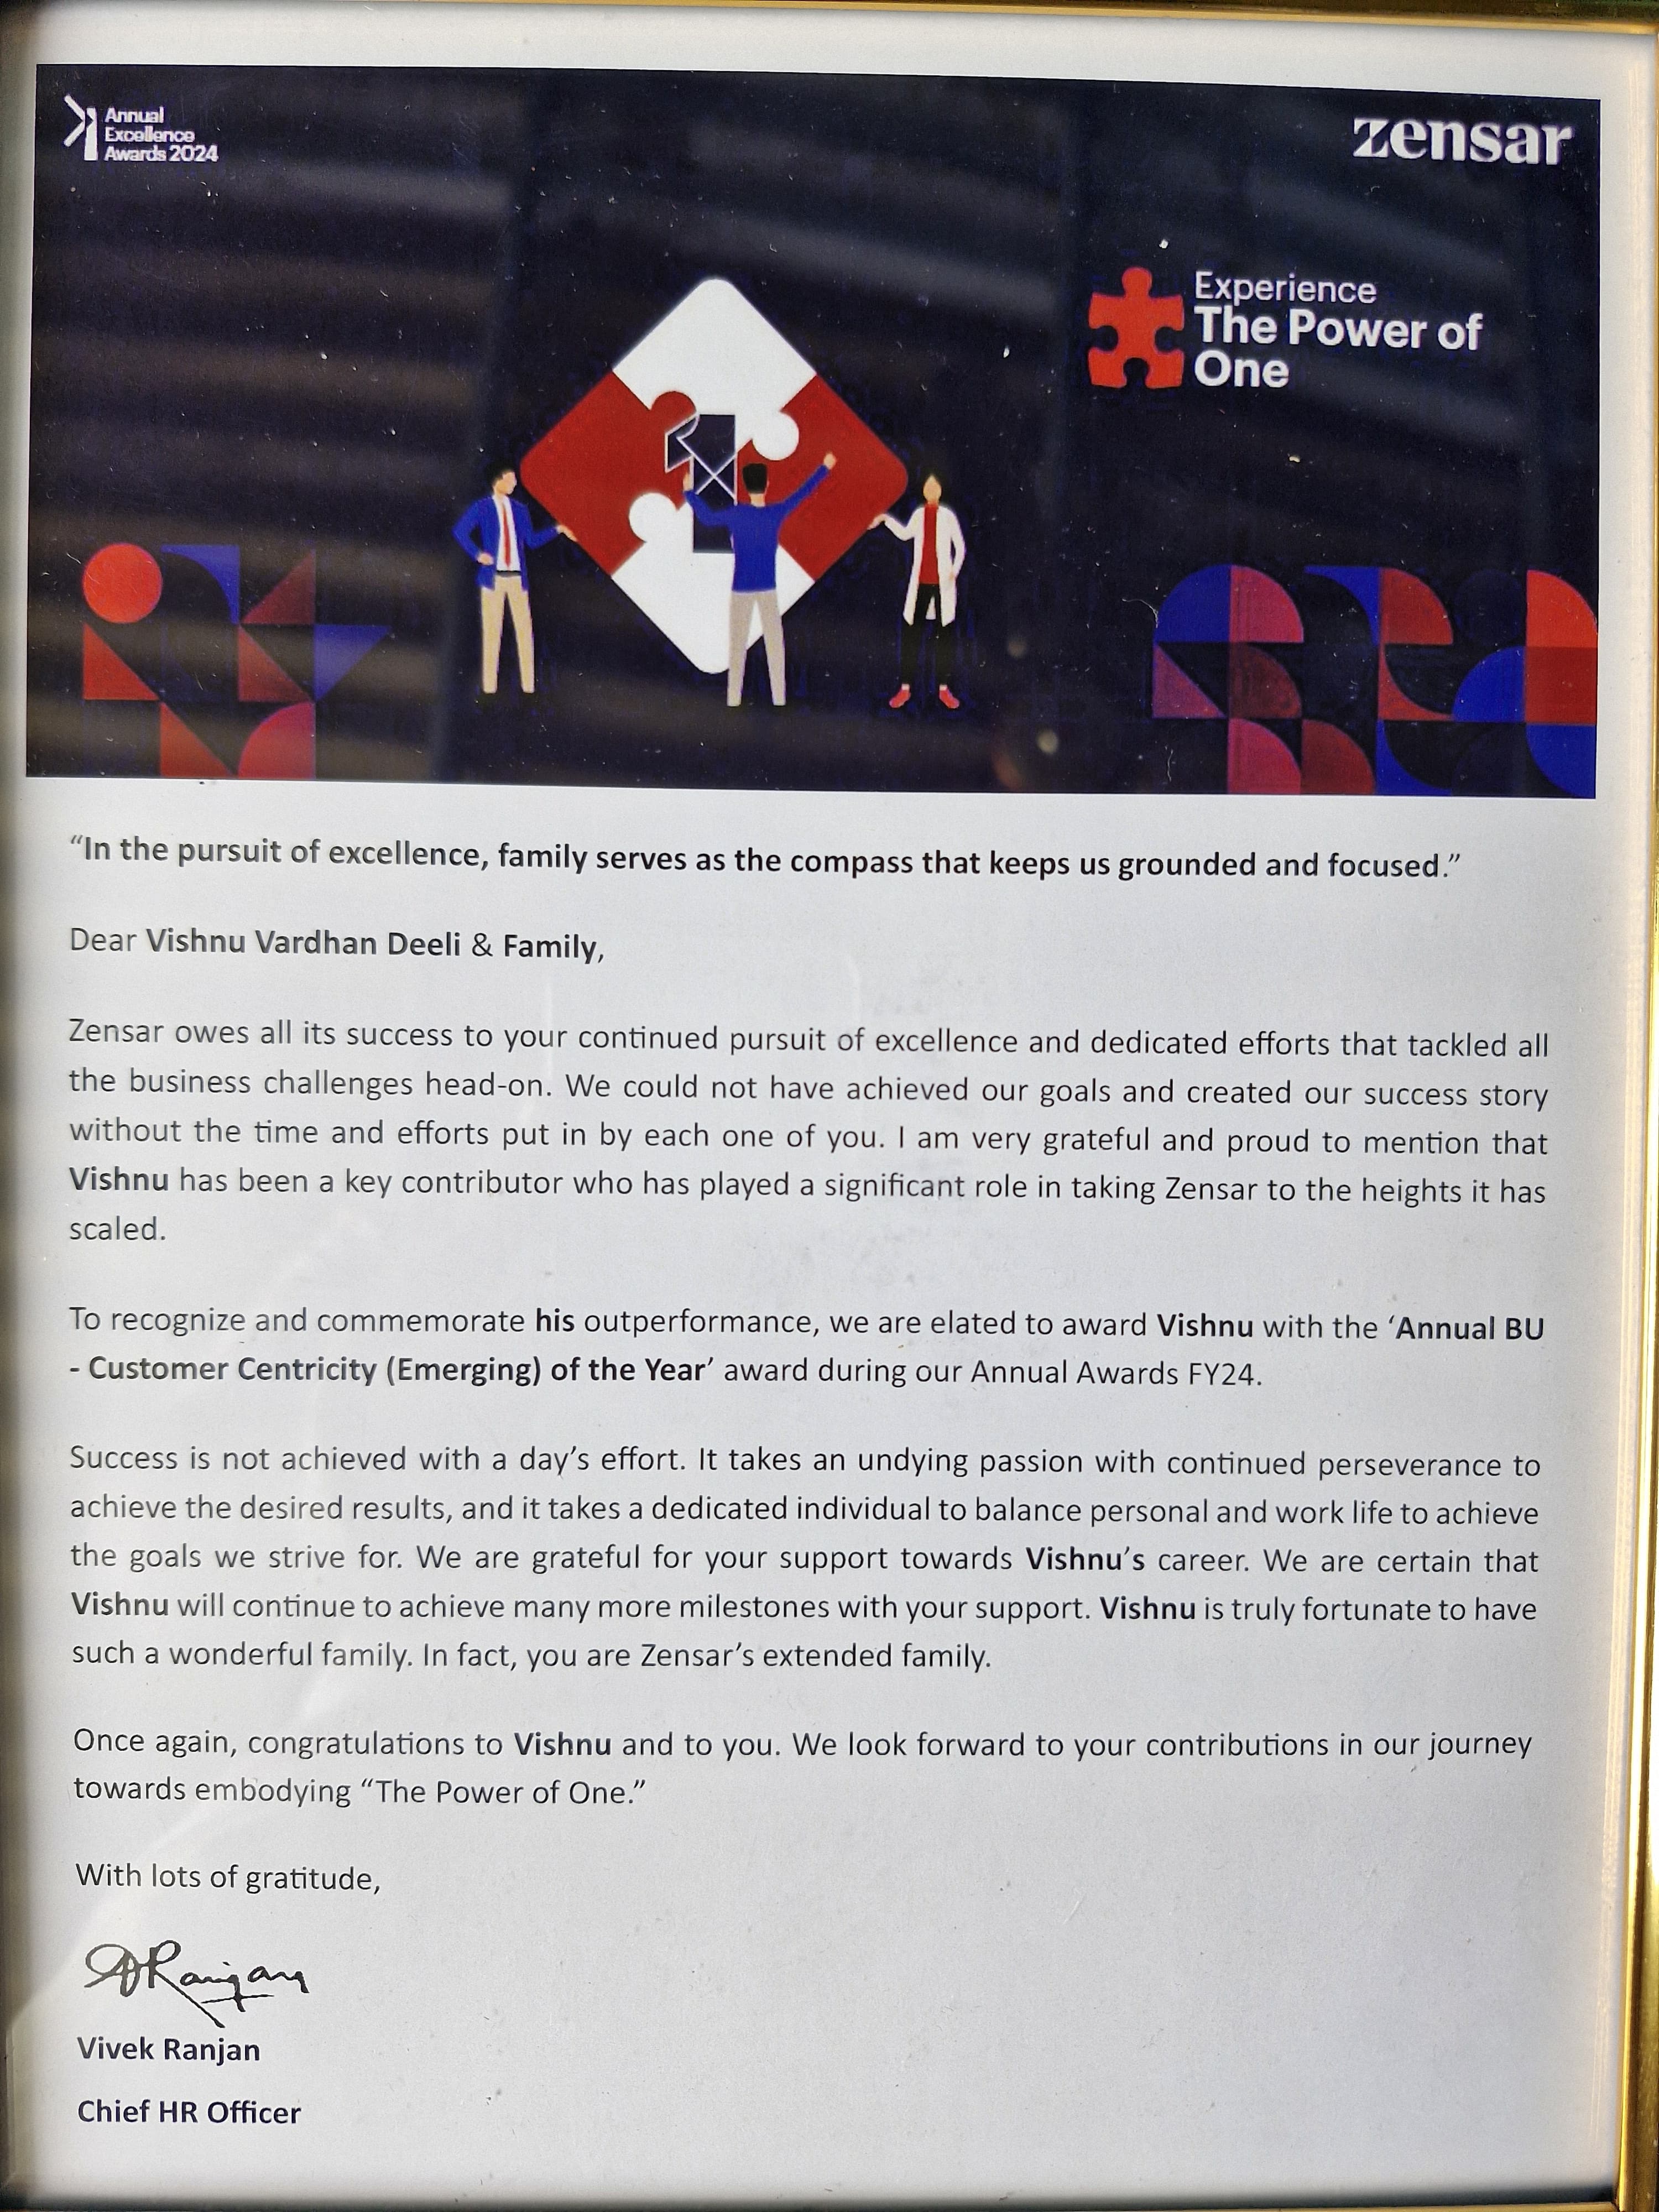 Annual
Excellence
Awards 2024
zensar
Experience
The Power of
One
“In the pursuit of excellence, family serves as the compass that keeps us grounded and focused.”
Dear Vishnu Vardhan Deeli & Family,
Zensar owes all its success to your continued pursuit of excellence and dedicated efforts that tackled all
the business challenges head-on. We could not have achieved our goals and created our success story
without the time and efforts put in by each one of you. I am very grateful and proud to mention that
Vishnu has been a key contributor who has played a significant role in taking Zensar to the heights it has
scaled.
To recognize and commemorate his outperformance, we are elated to award Vishnu with the ‘Annual BU
- Customer Centricity (Emerging) of the Year’ award during our Annual Awards FY24.
Success is not achieved with a day’s effort. It takes an undying passion with continued perseverance to
achieve the desired results, and it takes a dedicated individual to balance personal and work life to achieve
the goals we strive for. We are grateful for your support towards Vishnu’s career. We are certain that
Vishnu will continue to achieve many more milestones with your support. Vishnu is truly fortunate to have
such a wonderful family. In fact, you are Zensar’s extended family.
Once again, congratulations to Vishnu and to you. We look forward to your contributions in our journey
towards embodying “The Power of One.”
With lots of gratitude,
Vivek Ranjan
Chief HR Officer